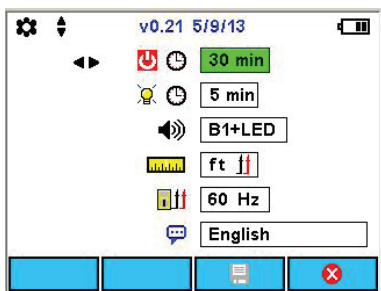 v0.21 5/9/13
30 min
5 min
B1+LED
ft
60 Hz
English